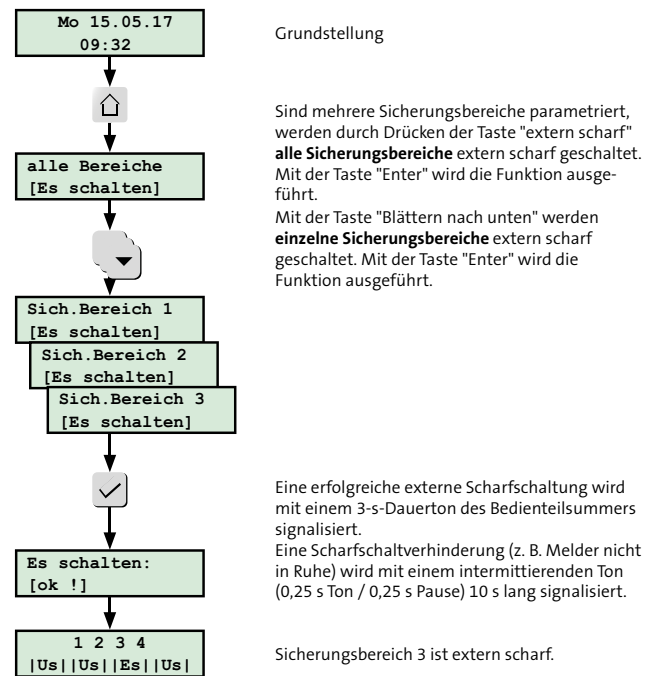 Mo 15.05.17
09:32
Grundstellung
Sind mehrere Sicherungsbereiche parametriert,
werden durch Drücken der Taste "extern scharf"
alle Sicherungsbereiche extern scharf geschaltet.
Mit der Taste "Enter" wird die Funktion ausge-
führt.
alle Bereiche
[Es schalten]
Mit der Taste "Blättern nach unten" werden
einzelne Sicherungsbereiche extern scharf
geschaltet. Mit der Taste "Enter" wird die
Funktion ausgeführt.
Sich.Bereich 1
[Es schalten]
Sich.Bereich 2
[Es schalten]
Sich.Bereich 3
[Es schalten]
Eine erfolgreiche externe Scharfschaltung wird
mit einem 3-s-Dauerton des Bedienteilsummers
signalisiert.
Eine Scharfschaltverhinderung (z. B. Melder nicht
in Ruhe) wird mit einem intermittierenden Ton
(0,25 s Ton / 0,25 s Pause) 10 s lang signalisiert.
Es schalten:
[ok !]
1 2 3 4
|Us||Us||Es||Us|
Sicherungsbereich 3 ist extern scharf.